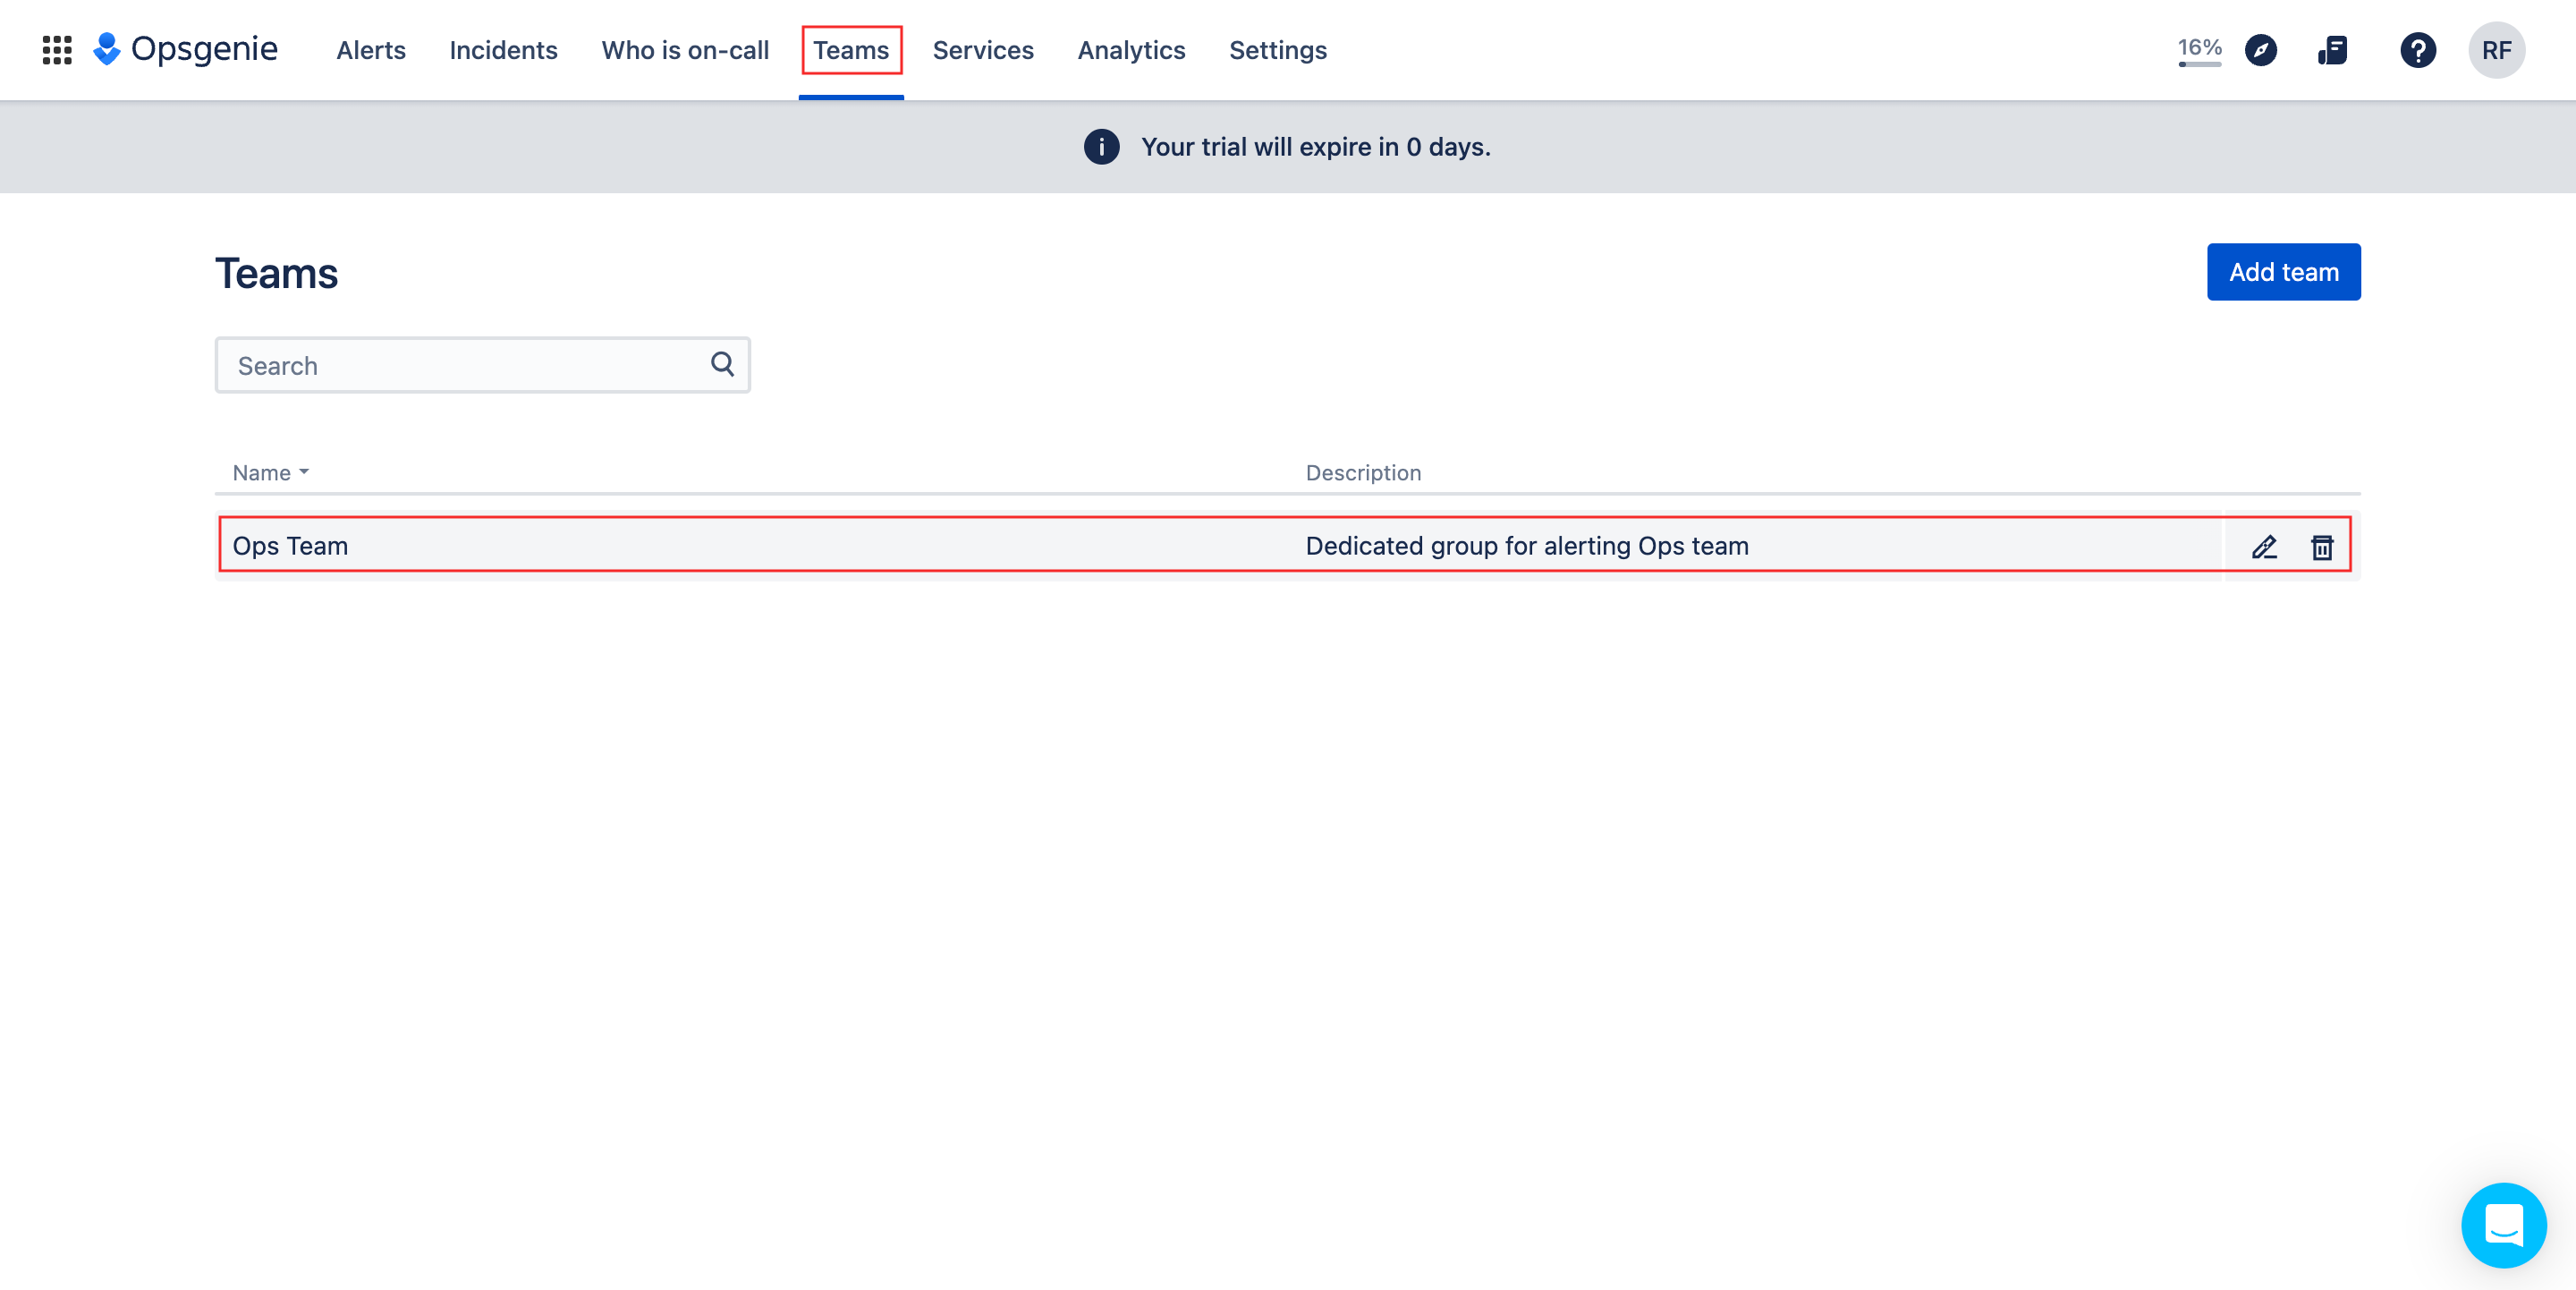 Opsgenie Alerts Incidents Who is on-call Teams Services Analytics Settings 16% RF
Your trial will expire in 0 days.
Teams Add team
Search
Name Description
Ops Team Dedicated group for alerting Ops team